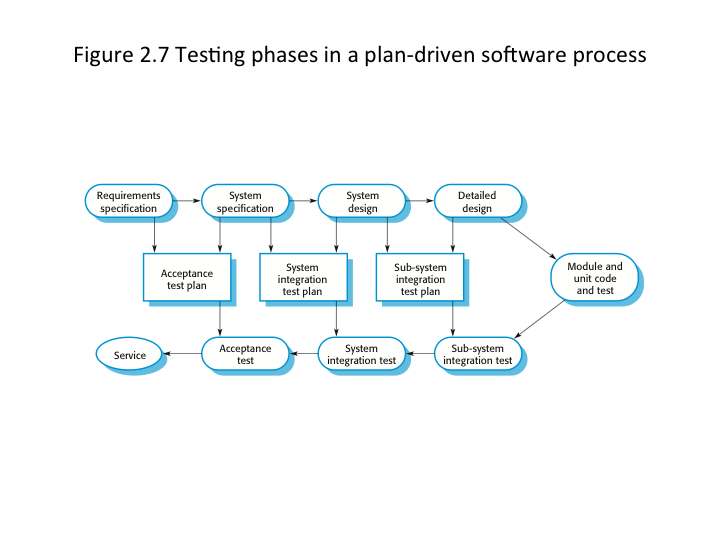 Figure 2.7 Testing phases in a plan-driven software process
Requirements
specification
System
specification
System
design
Detailed
design
Acceptance
test plan
System
integration
test plan
Sub-system
integration
test plan
Module and
unit code
and test
Service
Acceptance
test
System
integration test
Sub-system
integration test